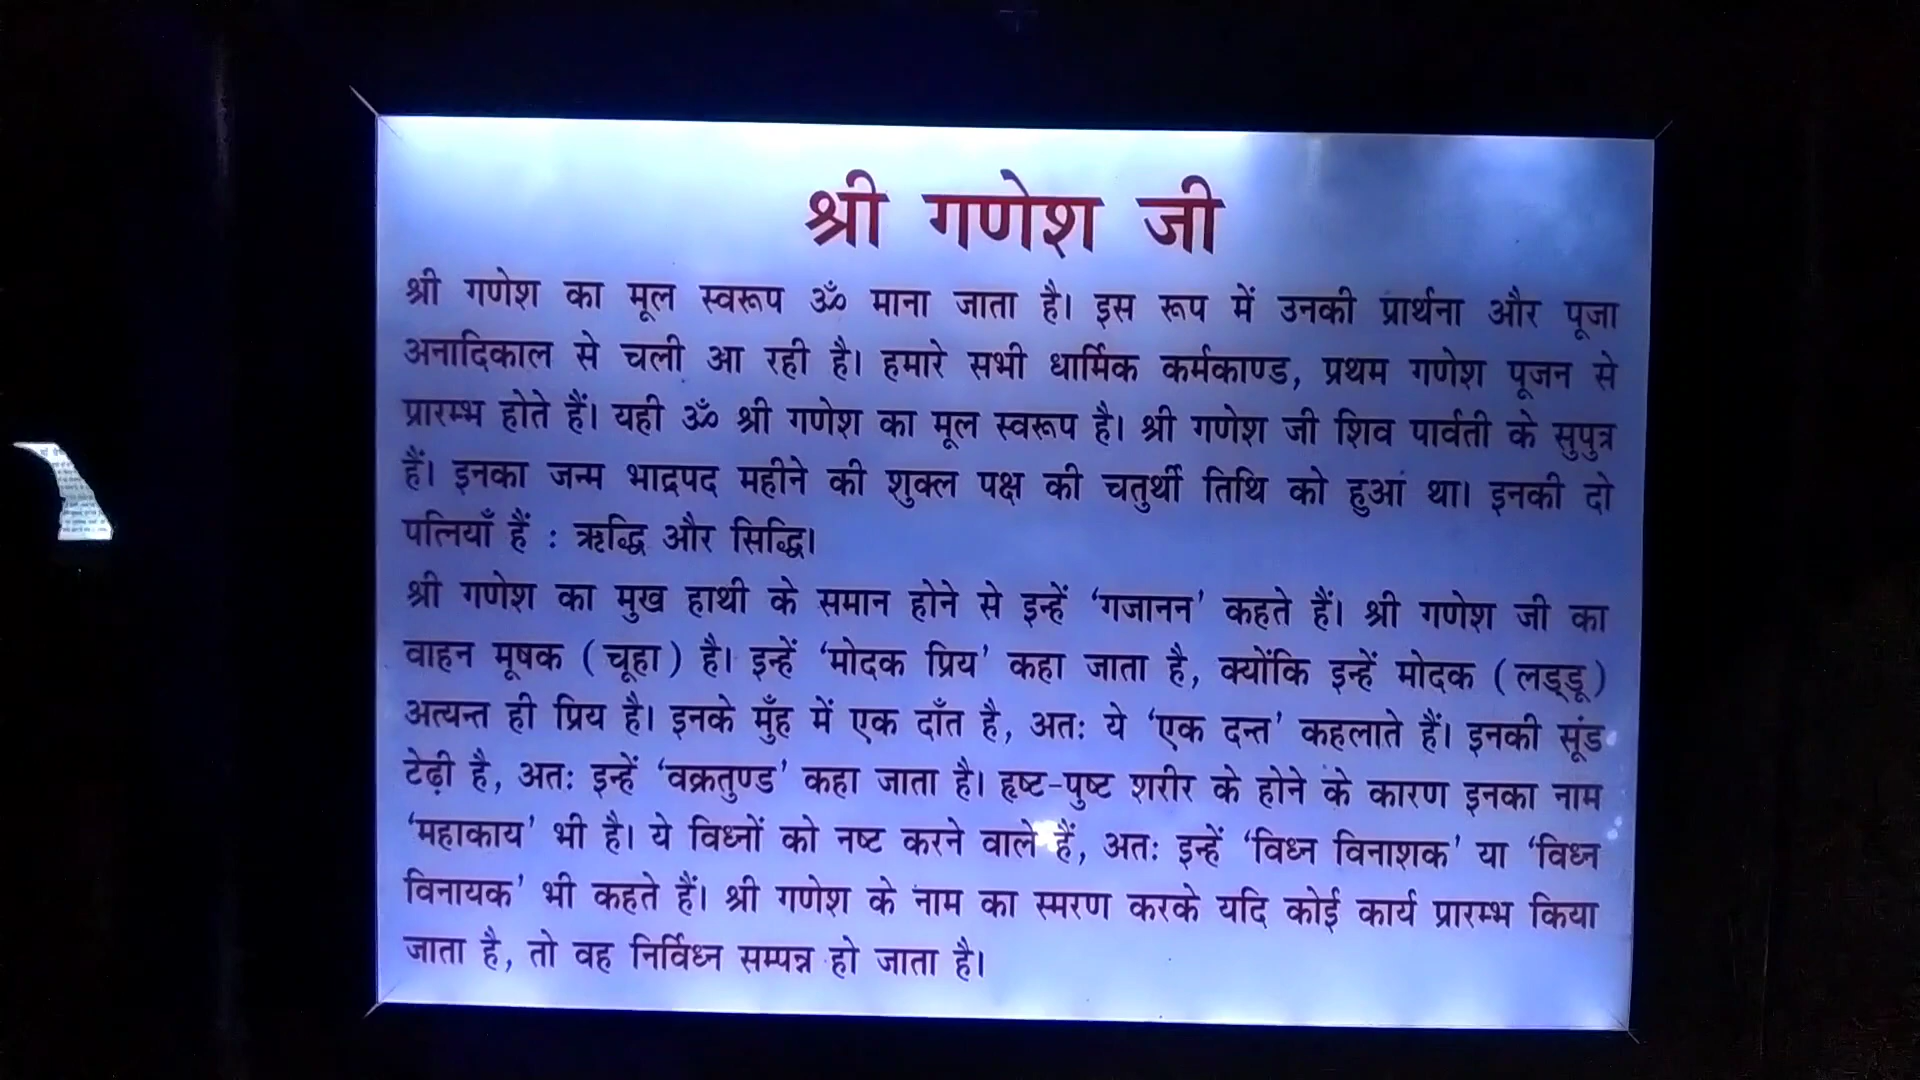 श्री गणेश जी
श्री गणेश का मूल स्वरूप ॐ माना जाता है। इस रूप में उनकी प्रार्थना और पूजा
अनादिकाल से चली आ रही है। हमारे सभी धार्मिक कर्मकाण्ड, प्रथम गणेश पूजन से
प्रारम्भ होते हैं। यही ॐ श्री गणेश का मूल स्वरूप है। श्री गणेश जी शिव पार्वती के सुपुत्र
हैं। इनका जन्म भाद्रपद महीने की शुक्ल पक्ष की चतुर्थी तिथि को हुआ था। इनकी दो
पत्नियाँ हैं : ऋद्धि और सिद्धि।
श्री गणेश का मुख हाथी के समान होने से इन्हें ‘गजानन’ कहते हैं। श्री गणेश जी का
वाहन मूषक (चूहा) है। इन्हें ‘मोदक प्रिय’ कहा जाता है, क्योंकि इन्हें मोदक (लड्डू)
अत्यन्त ही प्रिय है। इनके मुँह में एक दाँत है, अतः ये ‘एक दन्त’ कहलाते हैं। इनकी सूंड
टेढ़ी है, अतः इन्हें ‘वक्रतुण्ड’ कहा जाता है। हृष्ट-पुष्ट शरीर के होने के कारण इनका नाम
‘महाकाय’ भी है। ये विध्नों को नष्ट करने वाले हैं, अतः इन्हें ‘विध्न विनाशक’ या ‘विध्न
विनायक’ भी कहते हैं। श्री गणेश के नाम का स्मरण करके यदि कोई कार्य प्रारम्भ किया
जाता है, तो वह निर्विध्न सम्पन्न हो जाता है।